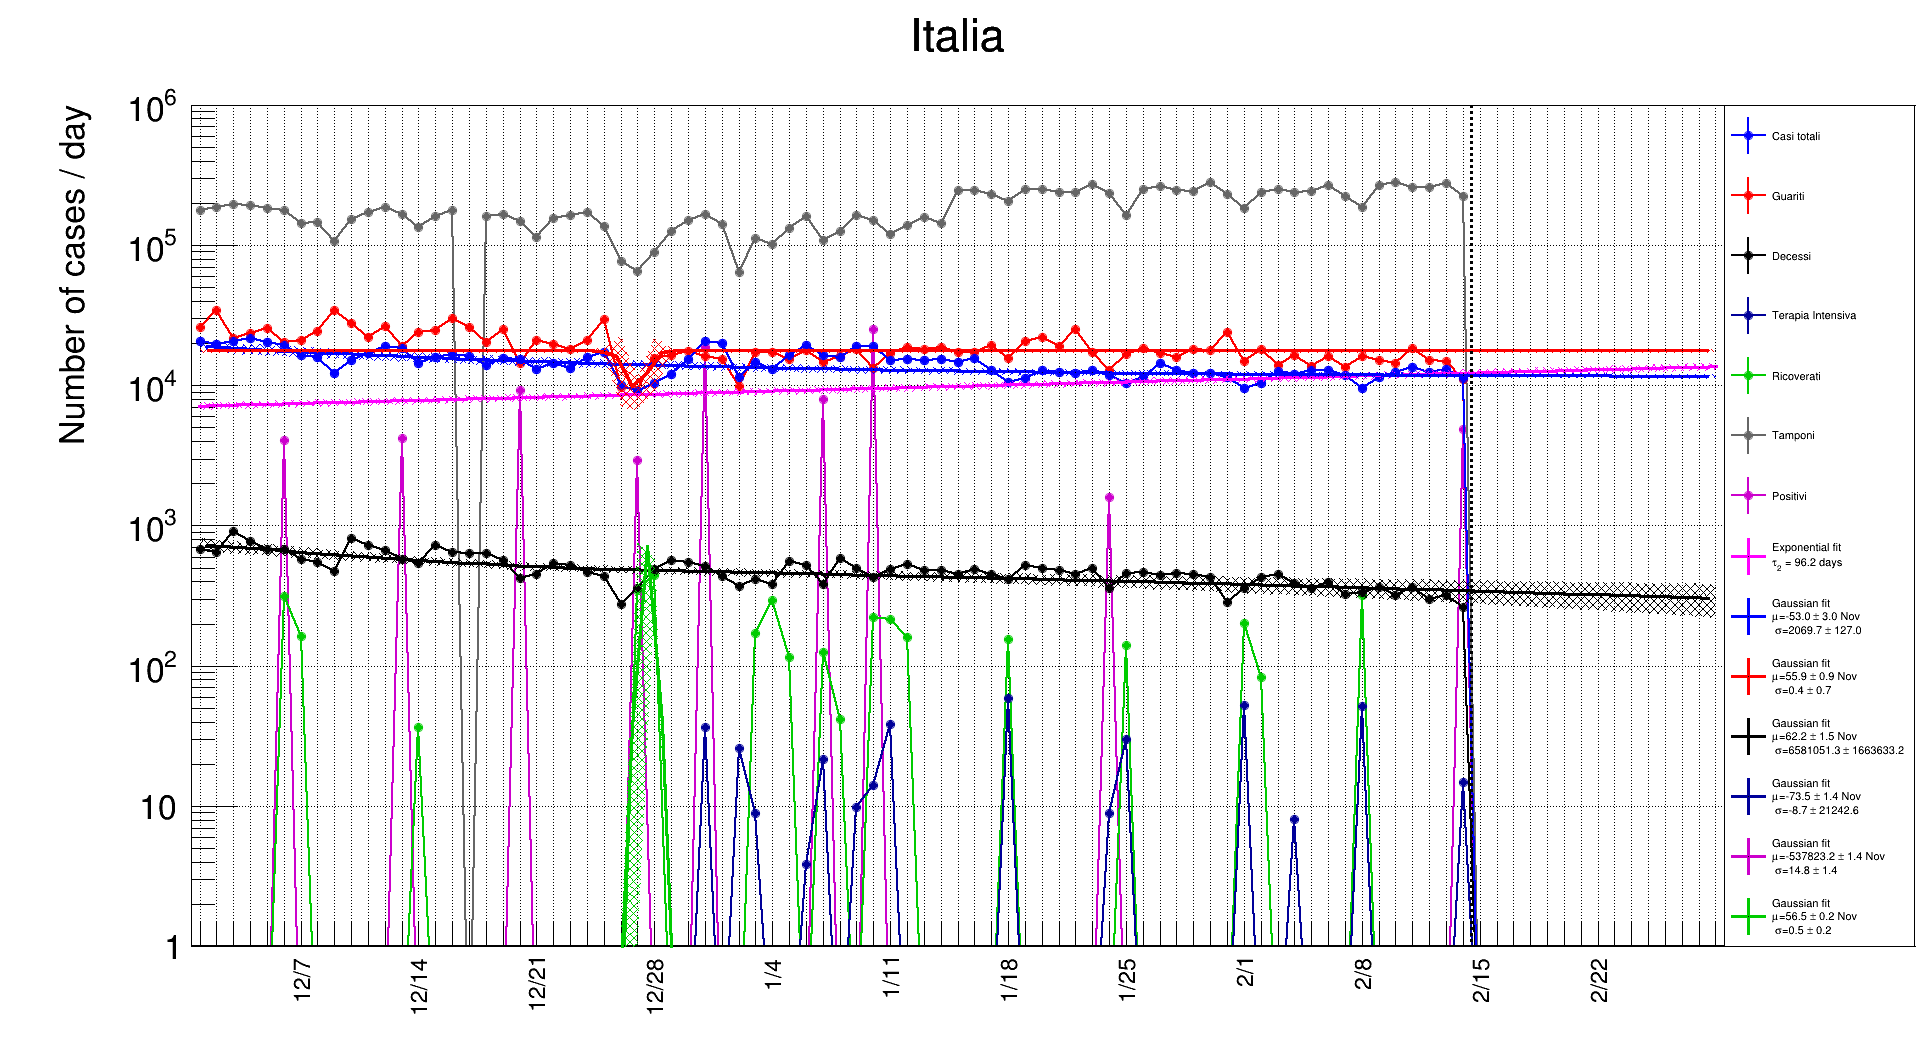 Italia
Number of cases / day
10^6
10^5
10^4
10^3
10^2
10
1
12/7
12/14
12/21
12/28
1/4
1/11
1/18
1/25
2/1
2/8
2/15
2/22
Casi totali
Guariti
Decessi
Terapia Intensiva
Ricoverati
Tamponi
Positivi
Exponential fit
τ_2 = 96.2 days
Gaussian fit
μ=-53.0 ± 3.0 Nov
σ=2069.7 ± 127.0
Gaussian fit
μ=55.9 ± 0.9 Nov
σ=0.4 ± 0.7
Gaussian fit
μ=62.2 ± 1.5 Nov
σ=6581051.3 ± 1663633.2
Gaussian fit
μ=-73.5 ± 1.4 Nov
σ=-8.7 ± 21242.6
Gaussian fit
μ=-537823.2 ± 1.4 Nov
σ=14.8 ± 1.4
Gaussian fit
μ=56.5 ± 0.2 Nov
σ=0.5 ± 0.2